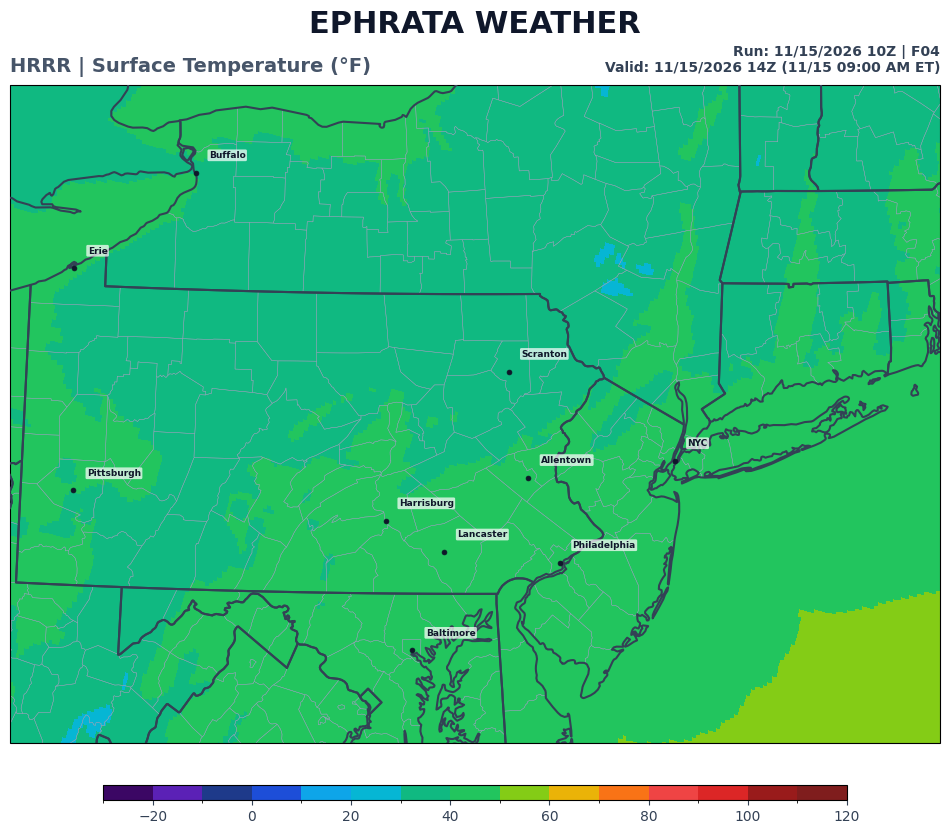 EPHRATA WEATHER
HRRR | Surface Temperature (°F)
Run: 11/15/2026 10Z | F04
Valid: 11/15/2026 14Z (11/15 09:00 AM ET)
Buffalo
Erie
Scranton
NYC
Allentown
Pittsburgh
Harrisburg
Lancaster
Philadelphia
Baltimore
−20 0 20 40 60 80 100 120